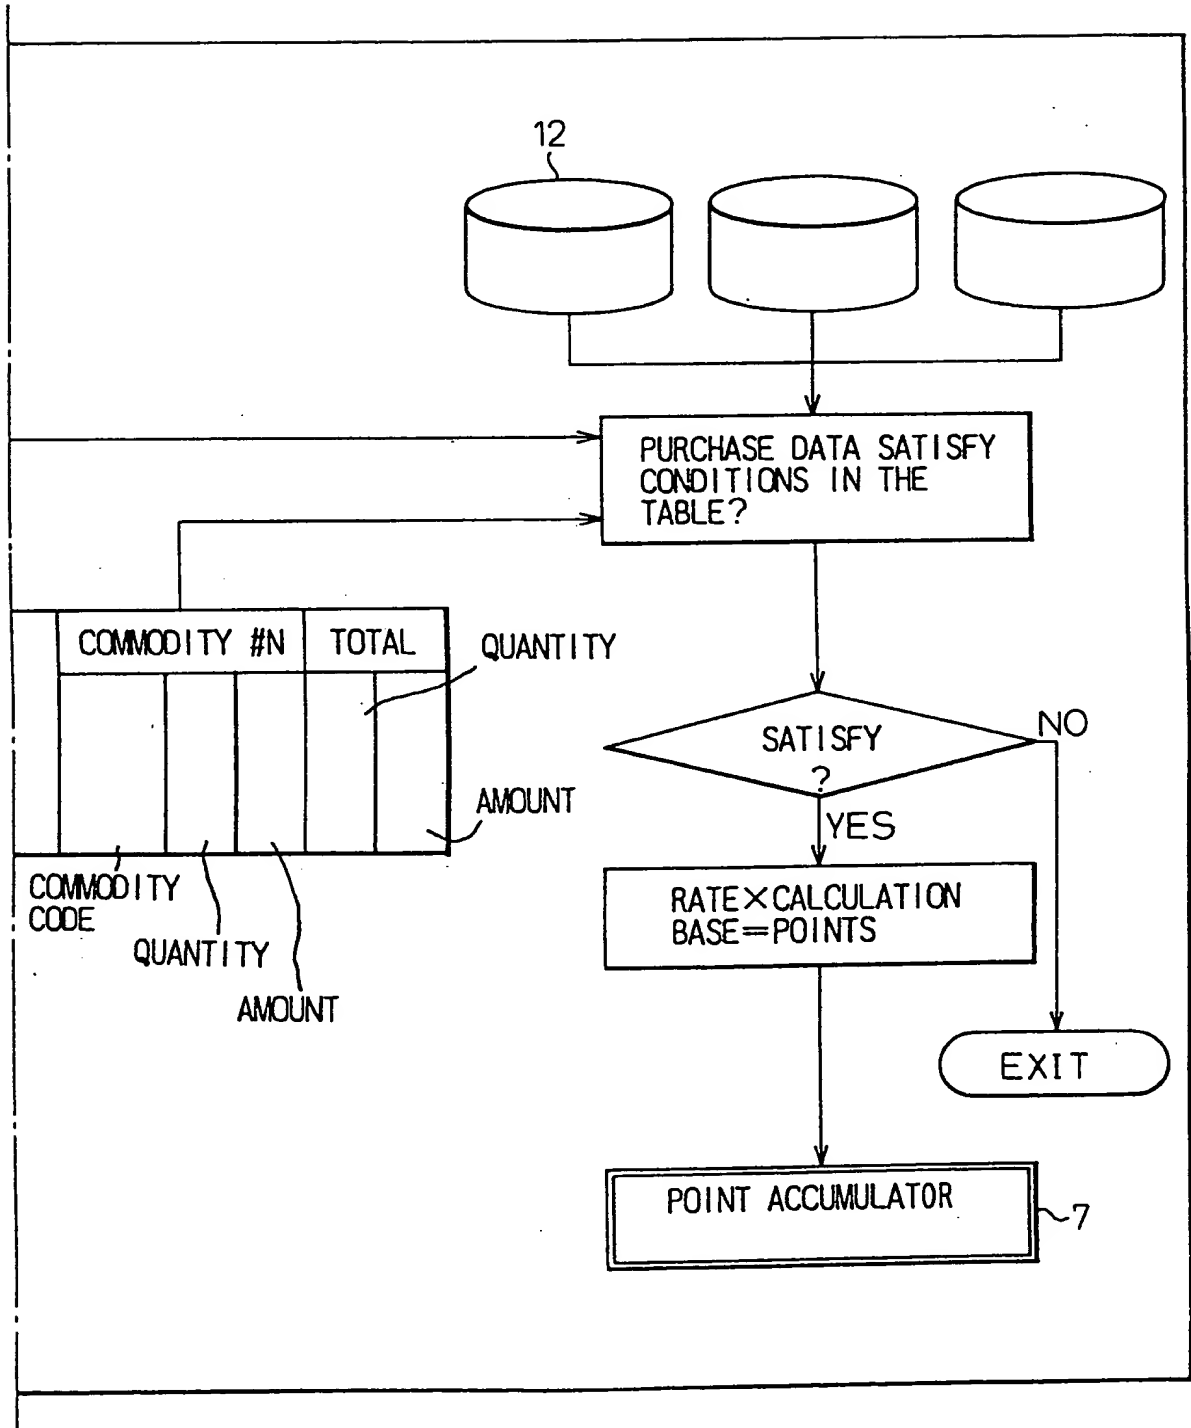 12
PURCHASE DATA SATISFY
CONDITIONS IN THE
TABLE?
COMMODITY #N
TOTAL
QUANTITY
SATISFY
?
NO
AMOUNT
YES
COMMODITY
CODE
QUANTITY
AMOUNT
RATE×CALCULATION
BASE=POINTS
EXIT
POINT ACCUMULATOR
7